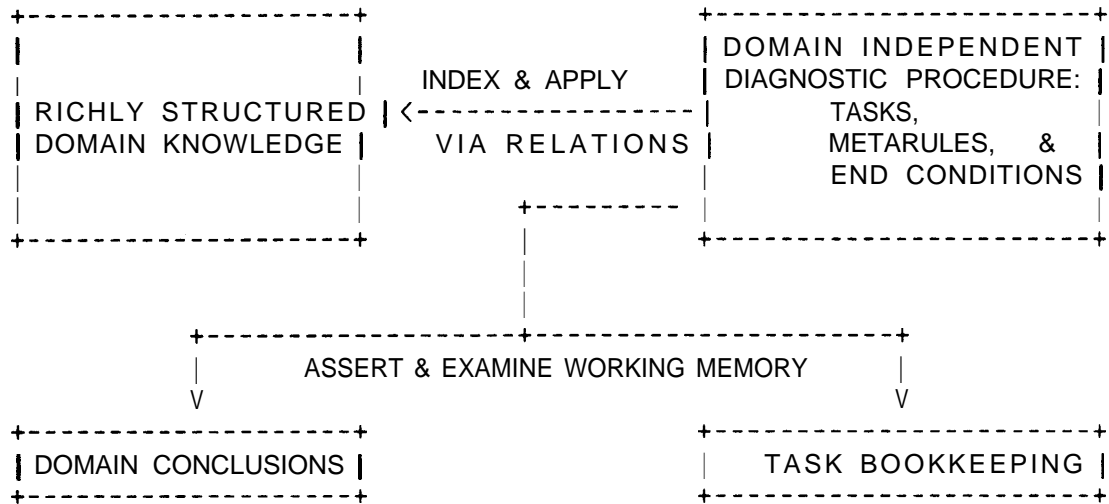 DOMAIN INDEPENDENT
INDEX & APPLY
DIAGNOSTIC PROCEDURE:
RICHLY STRUCTURED
TASKS,
DOMAIN KNOWLEDGE
VIA RELATIONS
METARULES, &
END CONDITIONS
ASSERT & EXAMINE WORKING MEMORY
V
V
DOMAIN CONCLUSIONS
TASK BOOKKEEPING